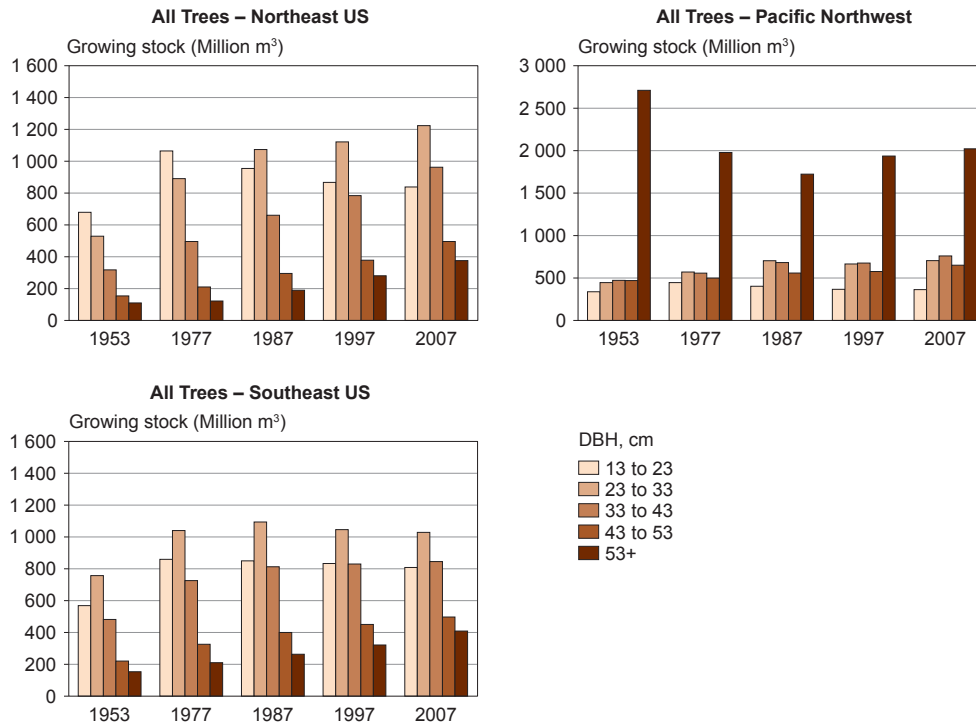 All Trees – Northeast US
Growing stock (Million m³)
1 600
1 400
1 200
1 000
800
600
400
200
0
1953 1977 1987 1997 2007
All Trees – Pacific Northwest
Growing stock (Million m³)
3 000
2 500
2 000
1 500
1 000
500
0
1953 1977 1987 1997 2007
All Trees – Southeast US
Growing stock (Million m³)
1 600
1 400
1 200
1 000
800
600
400
200
0
1953 1977 1987 1997 2007
DBH, cm
13 to 23
23 to 33
33 to 43
43 to 53
53+